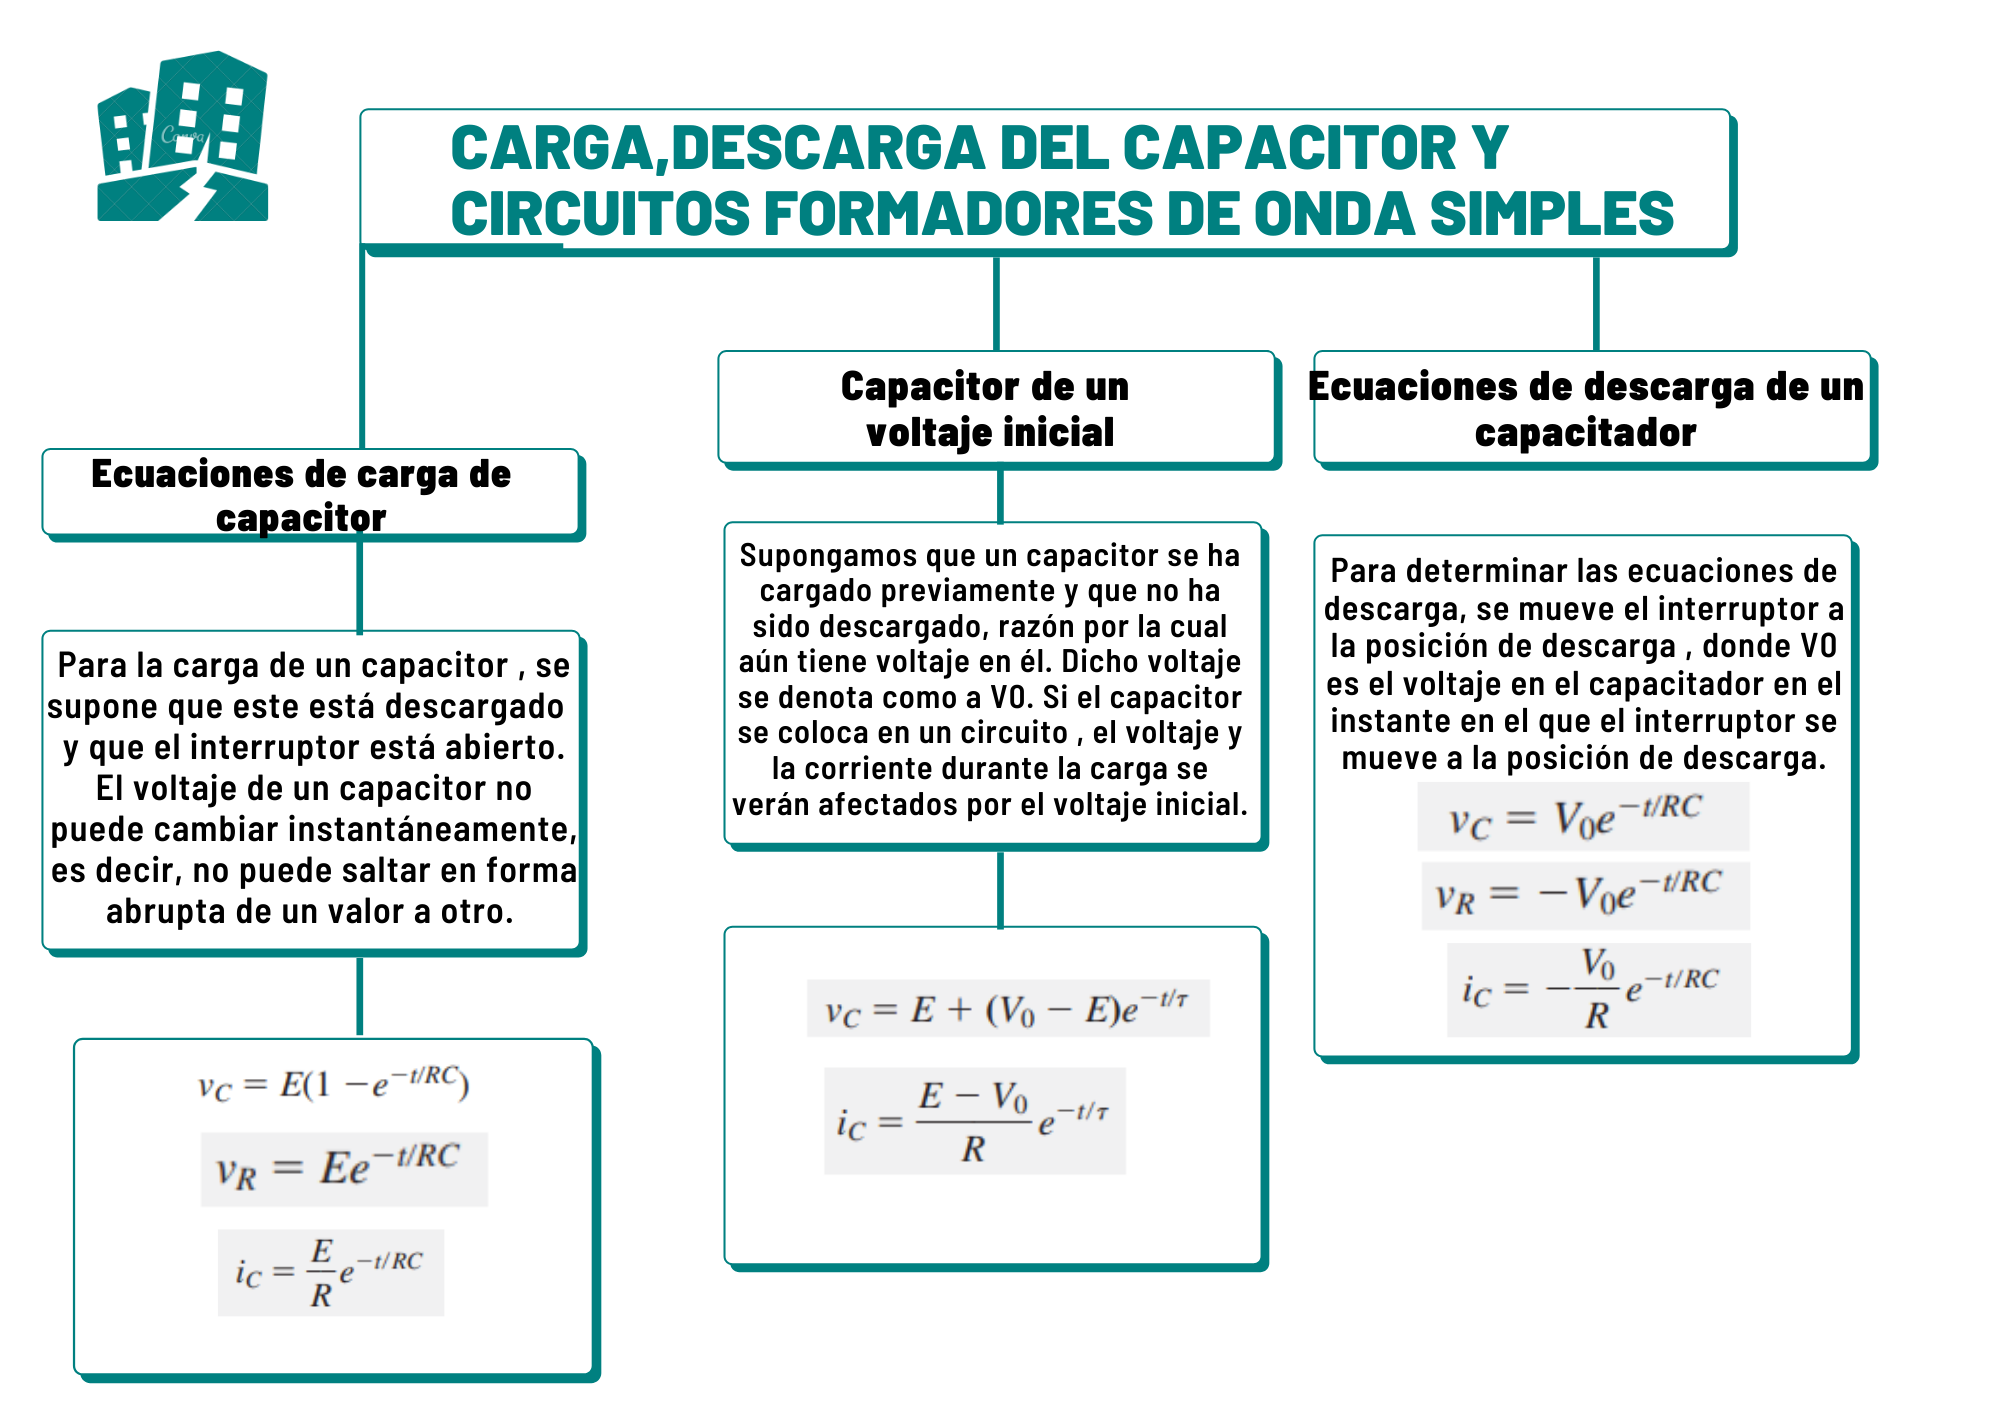 Canva
CARGA,DESCARGA DEL CAPACITOR Y
CIRCUITOS FORMADORES DE ONDA SIMPLES
Ecuaciones de carga de
capacitor
Para la carga de un capacitor , se
supone que este está descargado
y que el interruptor está abierto.
El voltaje de un capacitor no
puede cambiar instantáneamente,
es decir, no puede saltar en forma
abrupta de un valor a otro.
v_C = E(1 − e^{−t/RC})
v_R = Ee^{−t/RC}
i_C = \frac{E}{R} e^{−t/RC}
Capacitor de un
voltaje inicial
Supongamos que un capacitor se ha
cargado previamente y que no ha
sido descargado, razón por la cual
aún tiene voltaje en él. Dicho voltaje
se denota como a V0. Si el capacitor
se coloca en un circuito , el voltaje y
la corriente durante la carga se
verán afectados por el voltaje inicial.
v_C = E + (V_0 − E)e^{−t/τ}
i_C = \frac{E − V_0}{R} e^{−t/τ}
Ecuaciones de descarga de un
capacitador
Para determinar las ecuaciones de
descarga, se mueve el interruptor a
la posición de descarga , donde V0
es el voltaje en el capacitador en el
instante en el que el interruptor se
mueve a la posición de descarga.
v_C = V_0e^{−t/RC}
v_R = −V_0e^{−t/RC}
i_C = −\frac{V_0}{R} e^{−t/RC}